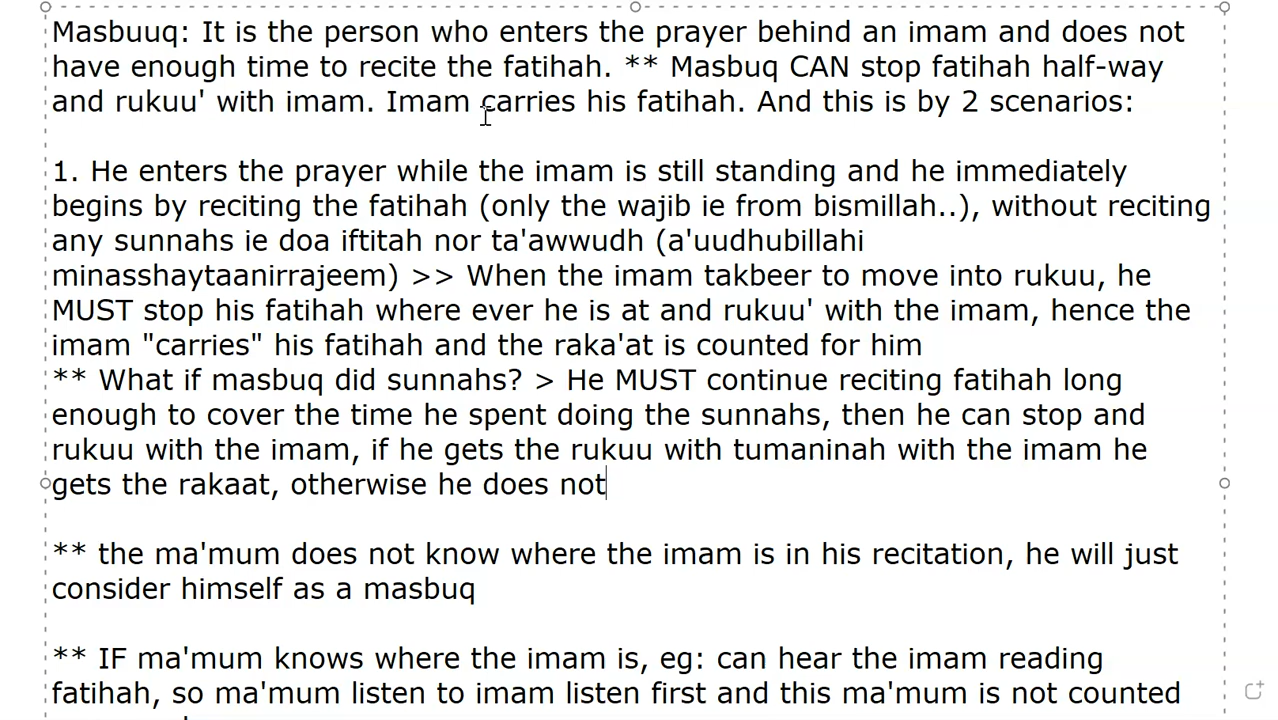 Masbuuq: It is the person who enters the prayer behind an imam and does not
have enough time to recite the fatihah. ** Masbuq CAN stop fatihah half-way
and rukuu' with imam. Imam carries his fatihah. And this is by 2 scenarios:
1. He enters the prayer while the imam is still standing and he immediately
begins by reciting the fatihah (only the wajib ie from bismillah..), without reciting
any sunnahs ie doa iftitah nor ta'awwudh (a'uudhubillahi
minasshaytaanirrajeem) >> When the imam takbeer to move into rukuu, he
MUST stop his fatihah where ever he is at and rukuu' with the imam, hence the
imam "carries" his fatihah and the raka'at is counted for him
** What if masbuq did sunnahs? > He MUST continue reciting fatihah long
enough to cover the time he spent doing the sunnahs, then he can stop and
rukuu with the imam, if he gets the rukuu with tumaninah with the imam he
gets the rakaat, otherwise he does not
** the ma'mum does not know where the imam is in his recitation, he will just
consider himself as a masbuq
** IF ma'mum knows where the imam is, eg: can hear the imam reading
fatihah, so ma'mum listen to imam listen first and this ma'mum is not counted